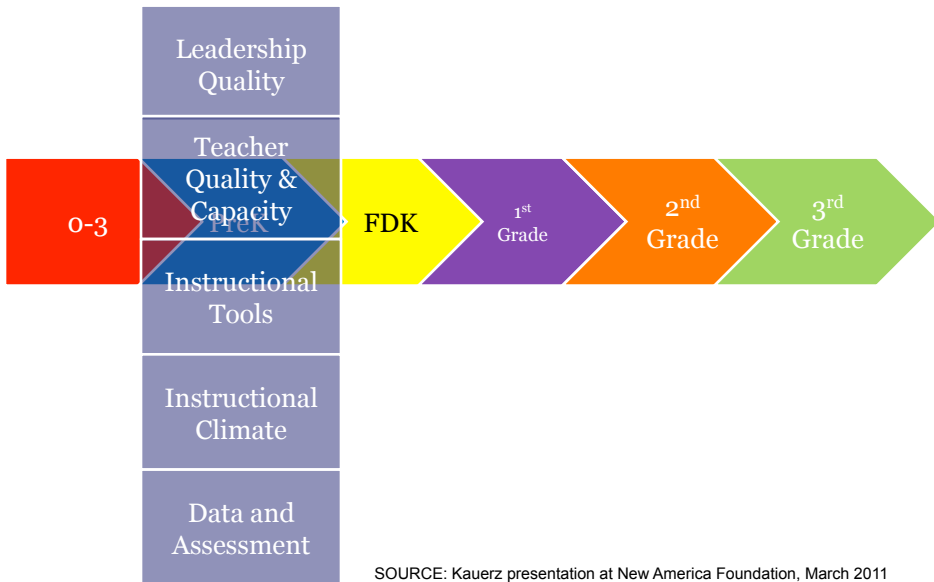 Leadership
Quality
Teacher
Quality &
Capacity
0-3
PreK
FDK
1st
Grade
2nd
Grade
3rd
Grade
Instructional
Tools
Instructional
Climate
Data and
Assessment
SOURCE: Kauerz presentation at New America Foundation, March 2011